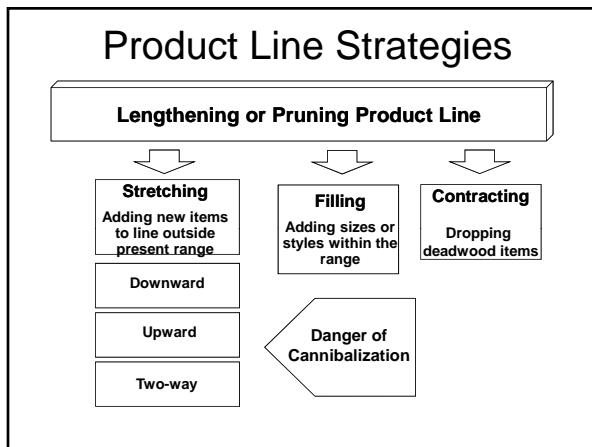 Product Line Strategies
Lengthening or Pruning Product Line
Stretching
Adding new items
to line outside
present range
Downward
Upward
Two-way
Filling
Adding sizes or
styles within the
range
Danger of
Cannibalization
Contracting
Dropping
deadwood items